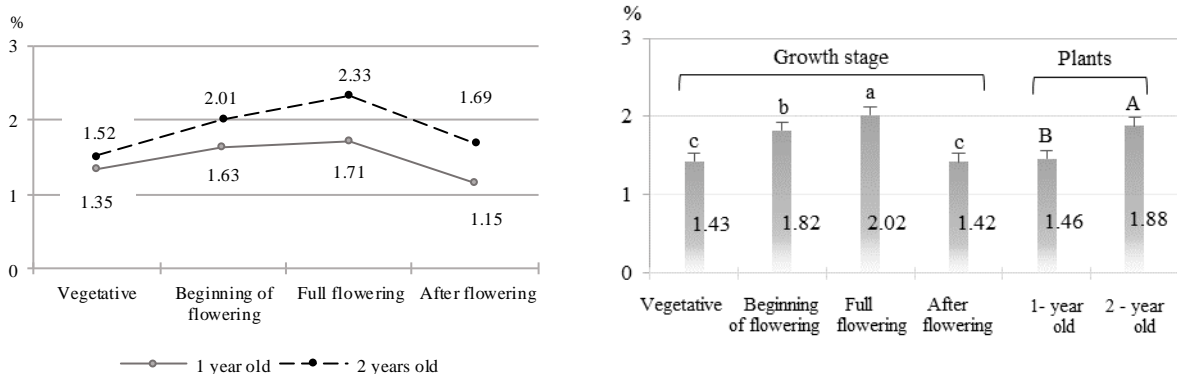 %
3
2
1
0
1.52
2.01
2.33
1.69
1.35
1.63
1.71
1.15
Vegetative Beginning of Full flowering After flowering
flowering
1 year old 2 years old
%
3
2
1
0
Growth stage Plants
c b a c B A
1.43 1.82 2.02 1.42 1.46 1.88
Vegetative Beginning Full After 1- year 2 - year
of flowering flowering flowering old old